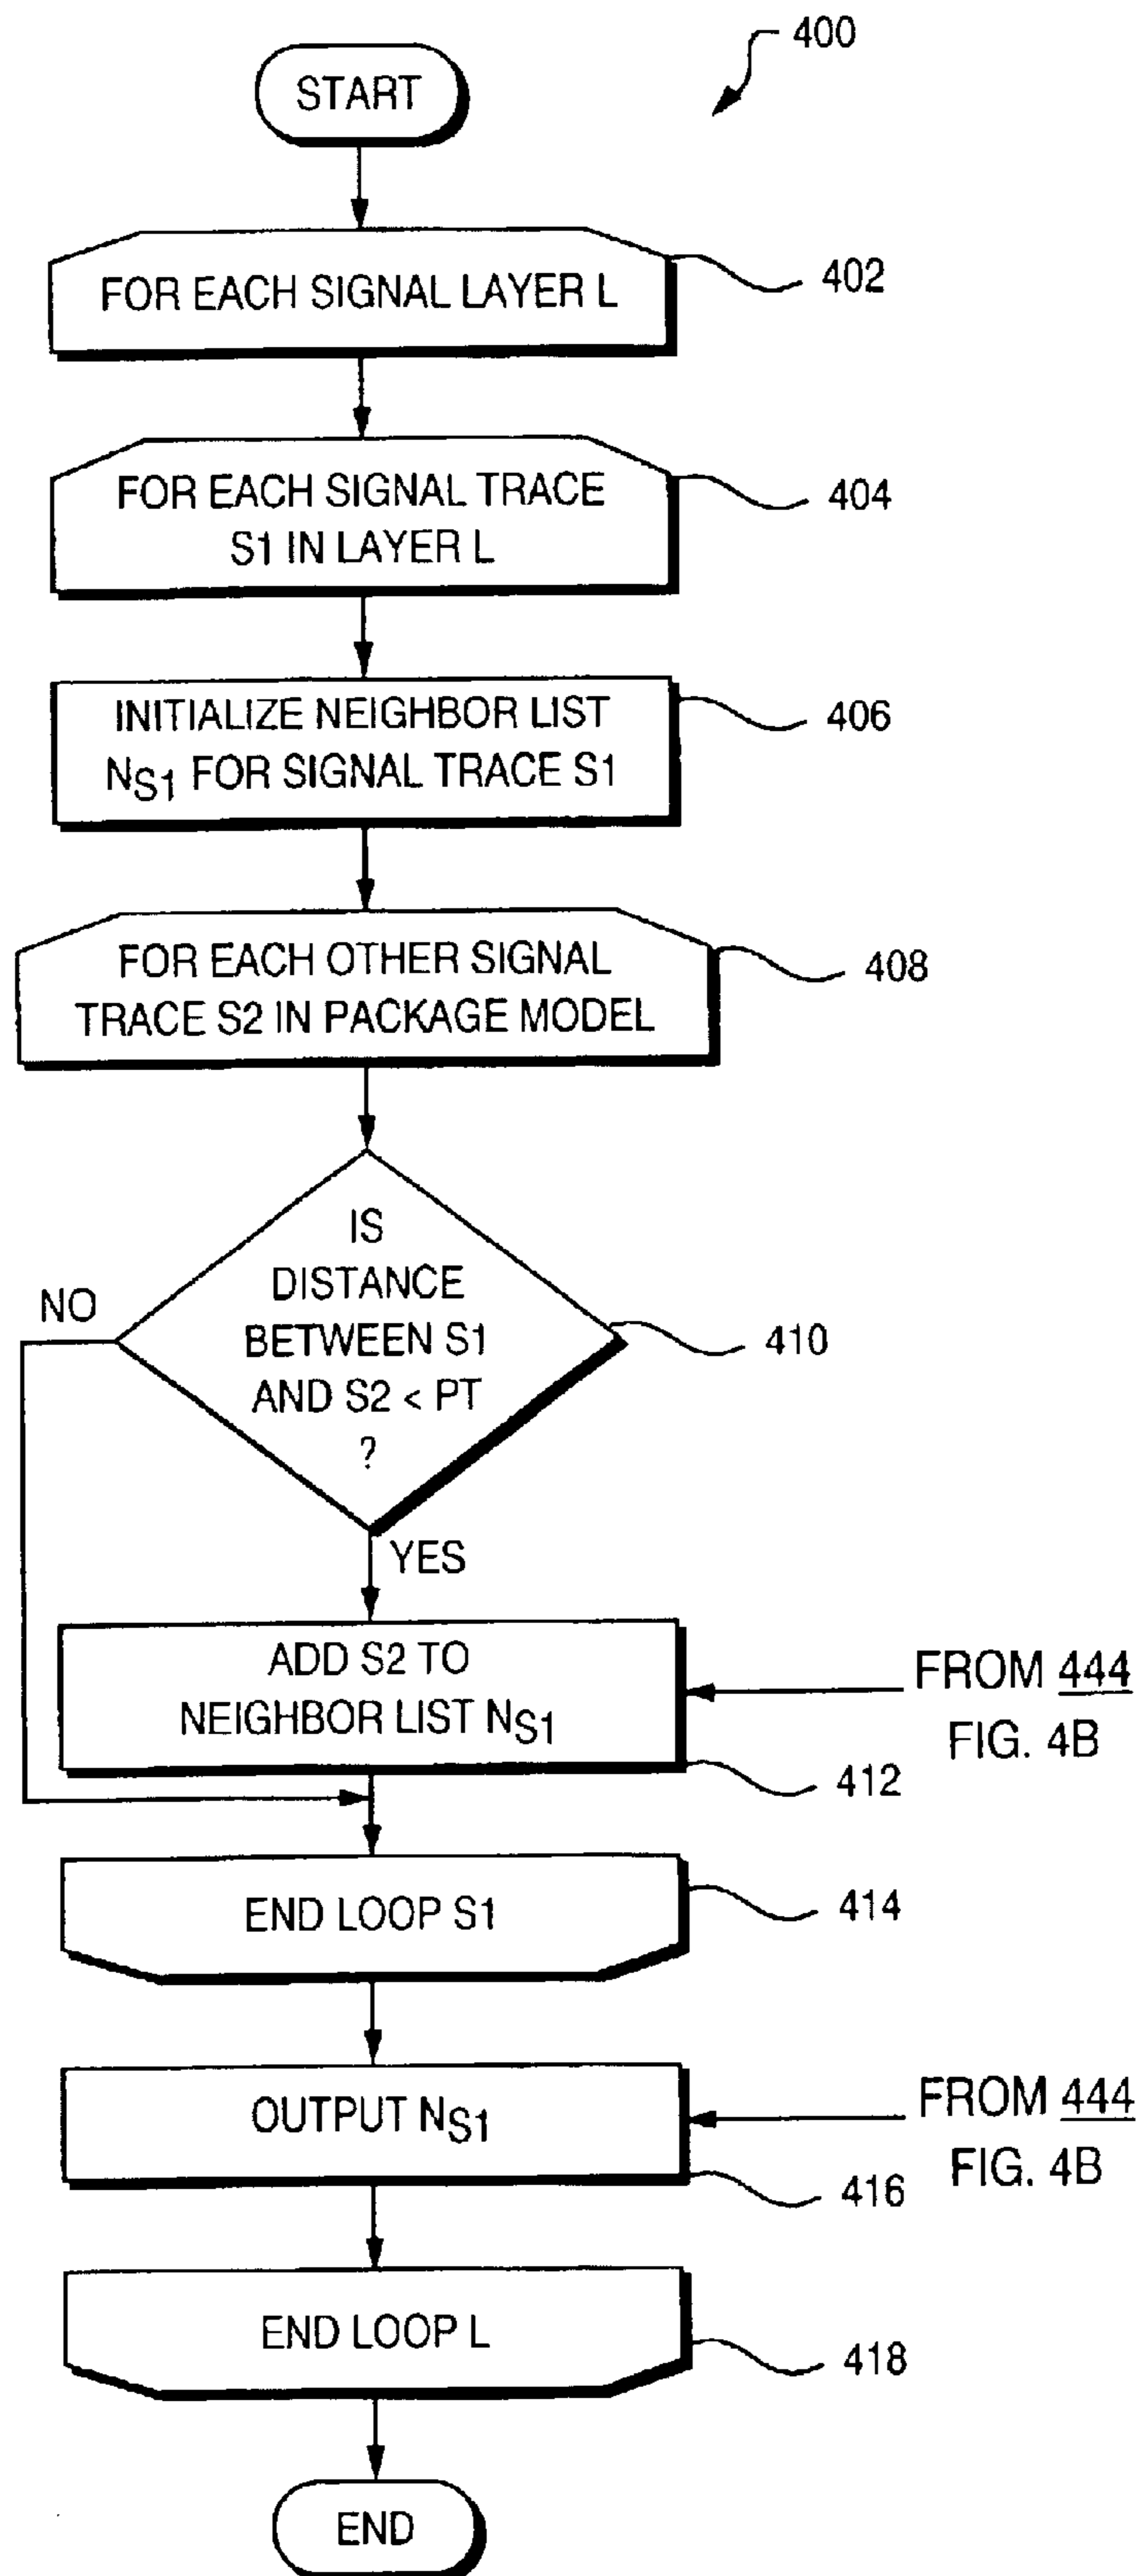 400
START
FOR EACH SIGNAL LAYER L
402
FOR EACH SIGNAL TRACE
S1 IN LAYER L
404
INITIALIZE NEIGHBOR LIST
NS1 FOR SIGNAL TRACE S1
406
FOR EACH OTHER SIGNAL
TRACE S2 IN PACKAGE MODEL
408
IS
DISTANCE
BETWEEN S1
AND S2 < PT
?
NO
410
YES
ADD S2 TO
NEIGHBOR LIST NS1
FROM 444
FIG. 4B
412
END LOOP S1
414
OUTPUT NS1
FROM 444
FIG. 4B
416
END LOOP L
418
END